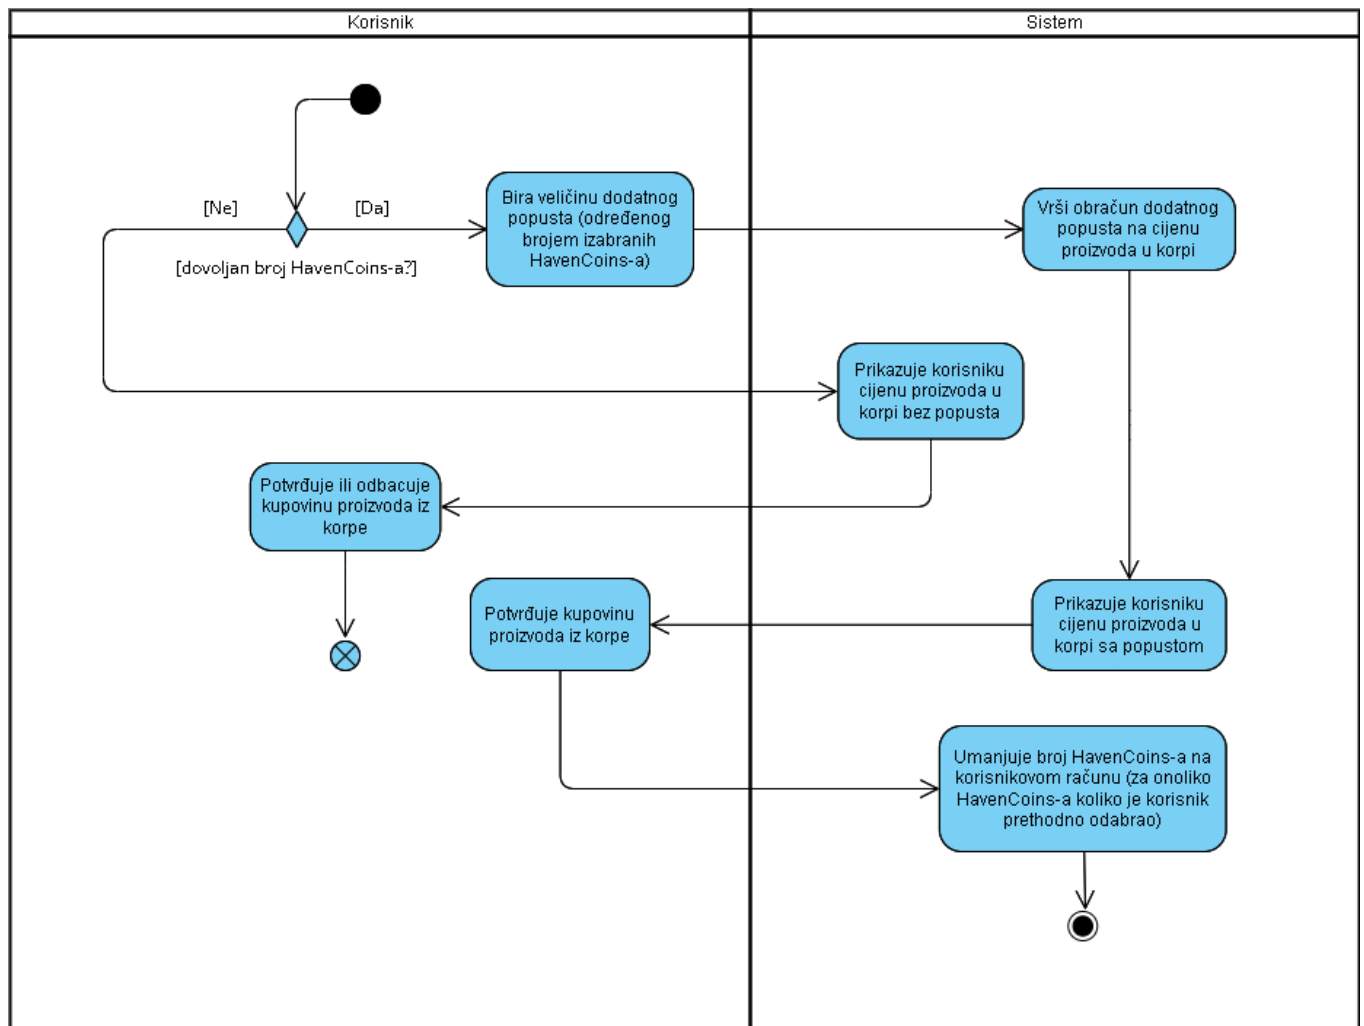 Korisnik
Sistem
[Ne]
[Da]
[dovoljan broj HavenCoins-a?]
Bira veličinu dodatnog
popusta (određenog
brojem izabranih
HavenCoins-a)
Vrši obračun dodatnog
popusta na cijenu
proizvoda u korpi
Prikazuje korisniku
cijenu proizvoda u
korpi bez popusta
Potvrđuje ili odbacuje
kupovinu proizvoda iz
korpe
Potvrđuje kupovinu
proizvoda iz korpe
Prikazuje korisniku
cijenu proizvoda u
korpi sa popustom
Umanjuje broj HavenCoins-a na
korisnikovom računu (za onoliko
HavenCoins-a koliko je korisnik
prethodno odabrao)